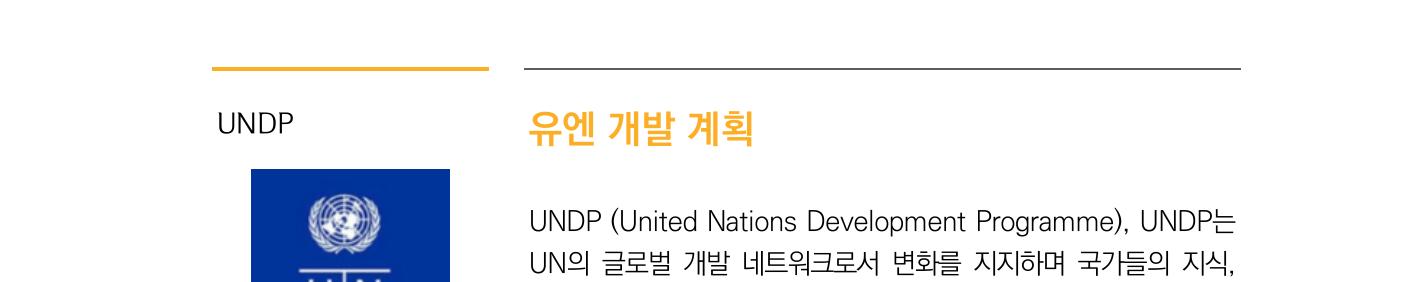 UNDP
유엔 개발 계획
UNDP (United Nations Development Programme), UNDP는
UN의 글로벌 개발 네트워크로서 변화를 지지하며 국가들의 지식,